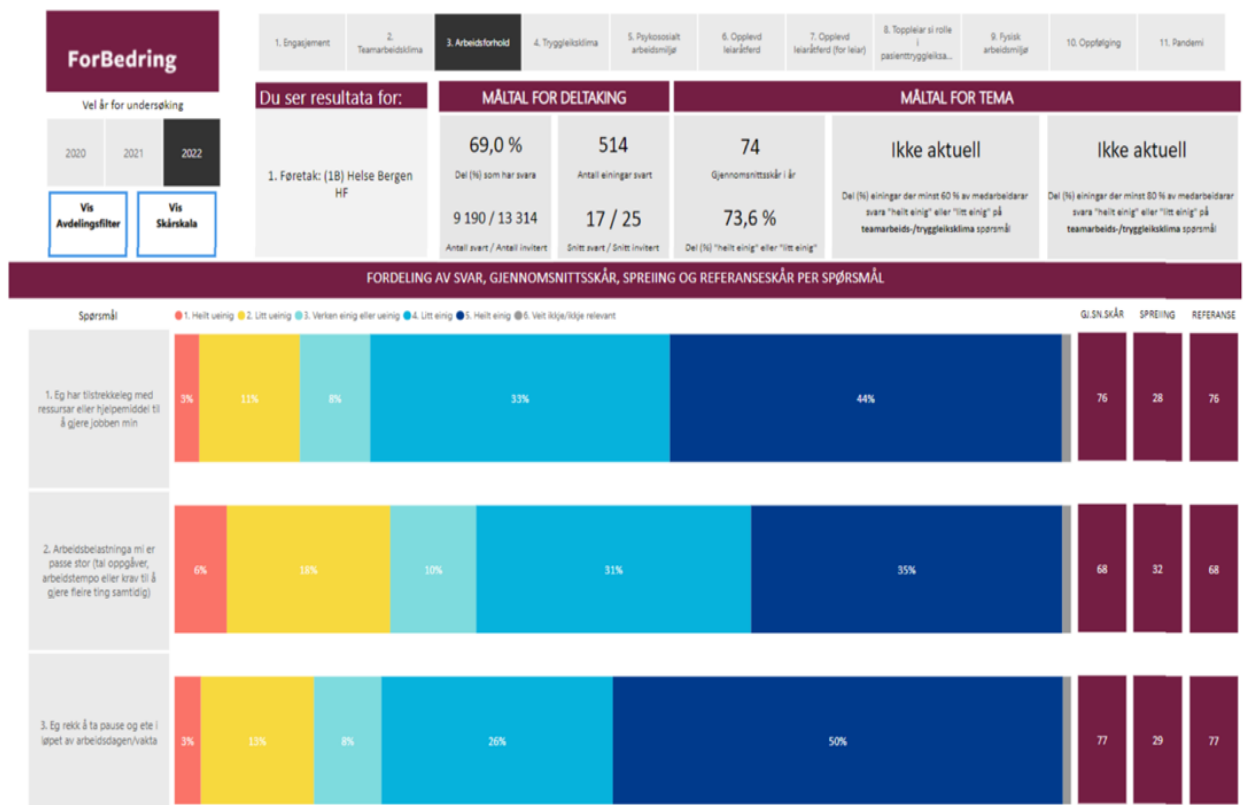 ForBedring
Vel år for undersøking
2020
2021
2022
Vis
Avdelingsfilter
Vis
Skårskala
1. Engasjement
2.
Teamarbeidsklima
3. Arbeidsforhold
4. Tryggleiksklima
5. Psykososialt
arbeidsmiljø
6. Opplevd
leiaråtferd
7. Opplevd
leiaråtferd (for leiar)
8. Toppleiar si rolle
i
pasienttryggleiksa...
9. Fysisk
arbeidsmiljø
10. Oppfølging
11. Pandemi
Du ser resultata for:
1. Føretak: (1B) Helse Bergen
HF
MÅLTAL FOR DELTAKING
69,0 %
Del (%) som har svara
514
Antall einingar svart
9 190 / 13 314
Antall svart / Antall invitert
17 / 25
Snitt svart / Snitt invitert
MÅLTAL FOR TEMA
74
Gjennomsnittsskår i år
73,6 %
Del (%) "heilt einig" eller "litt einig"
Ikke aktuell
Del (%) einingar der minst 60 % av medarbeidarar
svara "heilt einig" eller "litt einig" på
teamarbeids-/tryggleiksklima spørsmål
Ikke aktuell
Del (%) einingar der minst 80 % av medarbeidarar
svara "heilt einig" eller "litt einig" på
teamarbeids-/tryggleiksklima spørsmål
FORDELING AV SVAR, GJENNOMSNITTSSKÅR, SPREIING OG REFERANSESKÅR PER SPØRSMÅL
Spørsmål
1. Heilt ueinig 2. Litt ueinig 3. Verken einig eller ueinig 4. Litt einig 5. Heilt einig 6. Veit ikkje/ikkje relevant
GJ.SN.SKÅR
SPREIING
REFERANSE
1. Eg har tilstrekkeleg med
ressursar eller hjelpemiddel til
å gjere jobben min
3% 11% 8% 33% 44%
76 28 76
2. Arbeidsbelastninga mi er
passe stor (tal oppgåver,
arbeidstempo eller krav til å
gjere fleire ting samtidig)
6% 18% 10% 31% 35%
68 32 68
3. Eg rekk å ta pause og ete i
løpet av arbeidsdagen/vakta
3% 13% 8% 26% 50%
77 29 77